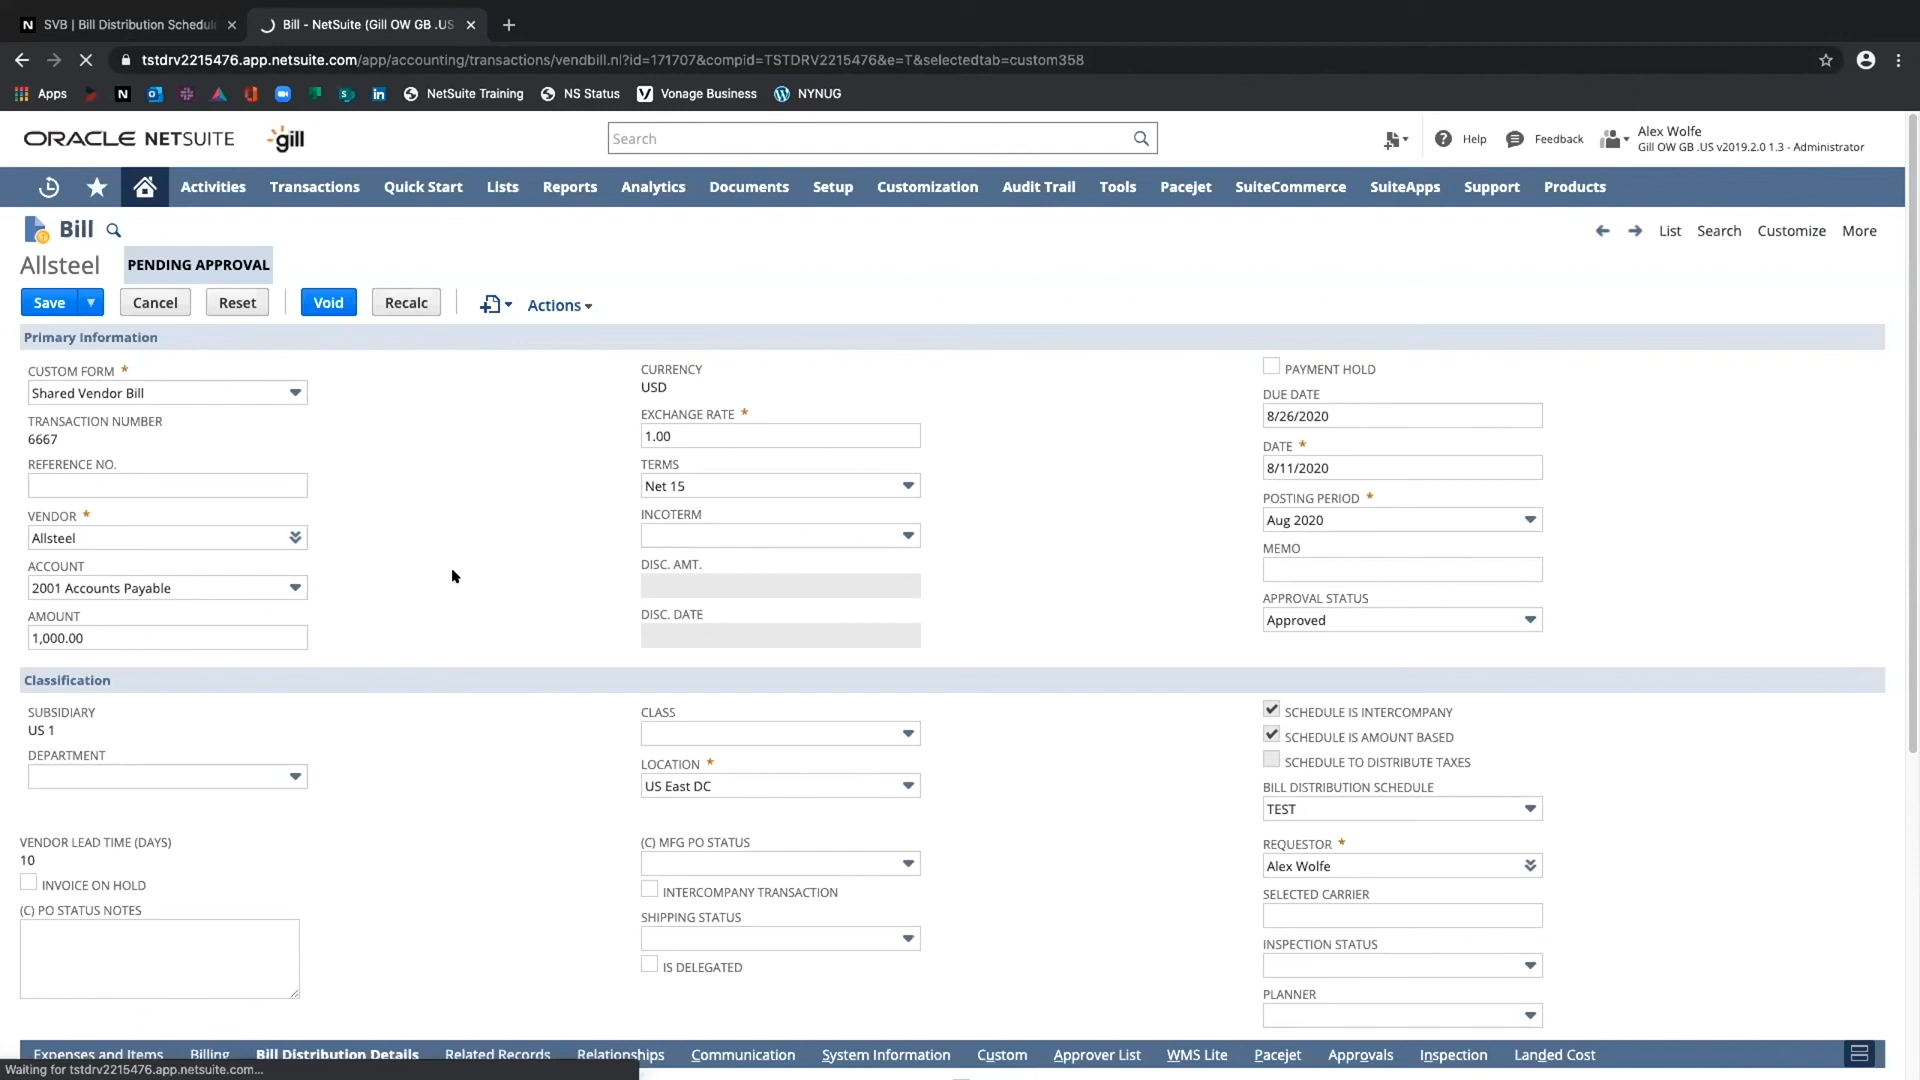 SVB | Bill Distribution Schedul
Bill - NetSuite (Gill OW GB .US
tstdrv2215476.app.netsuite.com/app/accounting/transactions/vendbill.nl?id=171707&compid=TSTDRV2215476&e=T&selectedtab=custom358
Apps NetSuite Training NS Status Vonage Business NYNUG
ORACLE NETSUITE gill Search Help Feedback Alex Wolfe
Gill OW GB .US v2019.2.0 1.3 - Administrator
Activities Transactions Quick Start Lists Reports Analytics Documents Setup Customization Audit Trail Tools Pacejet SuiteCommerce SuiteApps Support Products
Bill List Search Customize More
Allsteel PENDING APPROVAL
Save Cancel Reset Void Recalc Actions
Primary Information
CUSTOM FORM *
Shared Vendor Bill
TRANSACTION NUMBER
6667
REFERENCE NO.
VENDOR *
Allsteel
ACCOUNT
2001 Accounts Payable
AMOUNT
1,000.00
CURRENCY
USD
EXCHANGE RATE *
1.00
TERMS
Net 15
INCOTERM
DISC. AMT.
DISC. DATE
PAYMENT HOLD
DUE DATE
8/26/2020
DATE *
8/11/2020
POSTING PERIOD *
Aug 2020
MEMO
APPROVAL STATUS
Approved
Classification
SUBSIDIARY
US 1
DEPARTMENT
CLASS
LOCATION *
US East DC
SCHEDULE IS INTERCOMPANY
SCHEDULE IS AMOUNT BASED
SCHEDULE TO DISTRIBUTE TAXES
BILL DISTRIBUTION SCHEDULE
TEST
VENDOR LEAD TIME (DAYS)
10
INVOICE ON HOLD
(C) PO STATUS NOTES
(C) MFG PO STATUS
INTERCOMPANY TRANSACTION
SHIPPING STATUS
IS DELEGATED
REQUESTOR *
Alex Wolfe
SELECTED CARRIER
INSPECTION STATUS
PLANNER
Expenses and Items Billing Bill Distribution Details Related Records Relationships Communication System Information Custom Approver List WMS Lite Pacejet Approvals Inspection Landed Cost
Waiting for tstdrv2215476.app.netsuite.com...